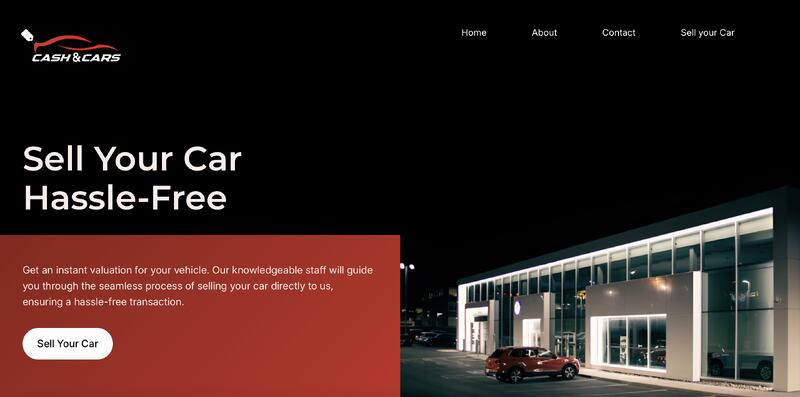 CASH & CARS
Home
About
Contact
Sell your Car
Sell Your Car
Hassle-Free
Get an instant valuation for your vehicle. Our knowledgeable staff will guide
you through the seamless process of selling your car directly to us,
ensuring a hassle-free transaction.
Sell Your Car